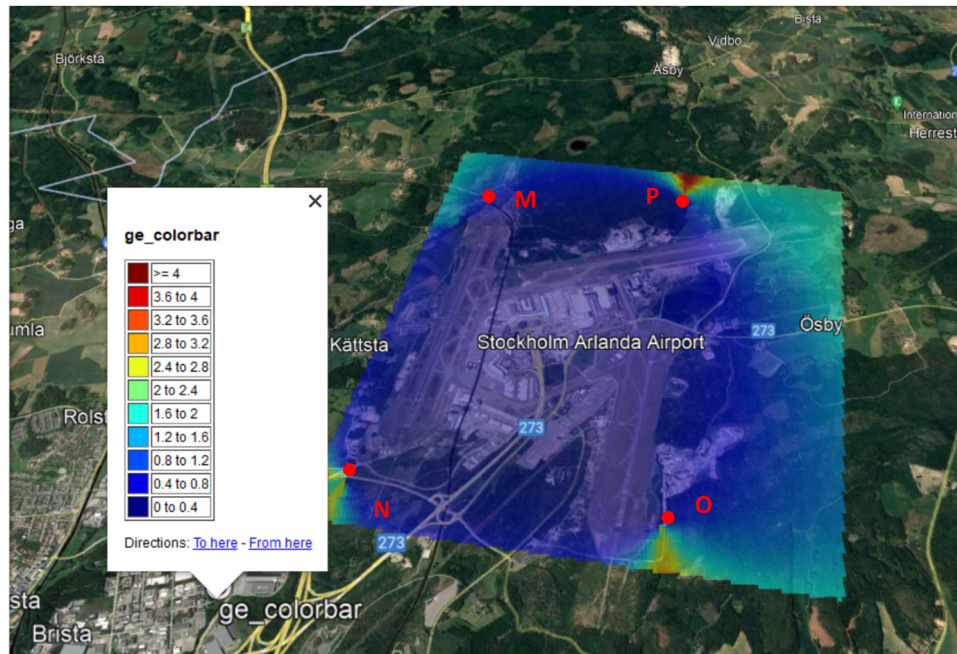 Bista
Vidbo
Björksta
Åsby
Internation
Herrest
M
P
ga
ge_colorbar
>= 4
3.6 to 4
3.2 to 3.6
2.8 to 3.2
2.4 to 2.8
2 to 2.4
1.6 to 2
1.2 to 1.6
0.8 to 1.2
0.4 to 0.8
0 to 0.4
Directions: To here - From here
umla
Kättsta
Stockholm Arlanda Airport
273
Ösby
Rolst
273
N
O
273
ge_colorbar
sta
Brista